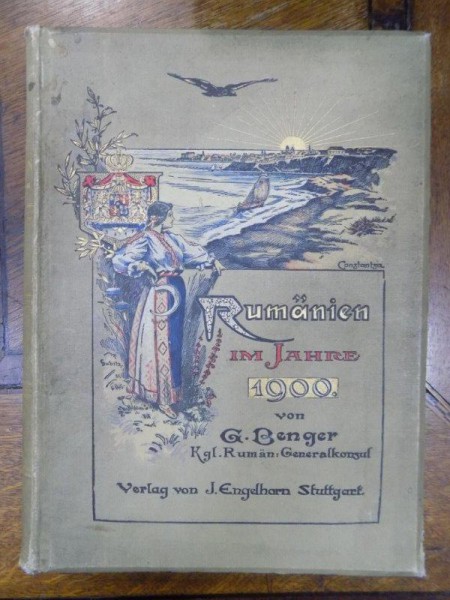 Constantza
Rumänien
IM JAHRE
1900.
von
G. Benger
Kgl. Rumän. Generalkonsul
Verlag von J. Engelhorn Stuttgart.